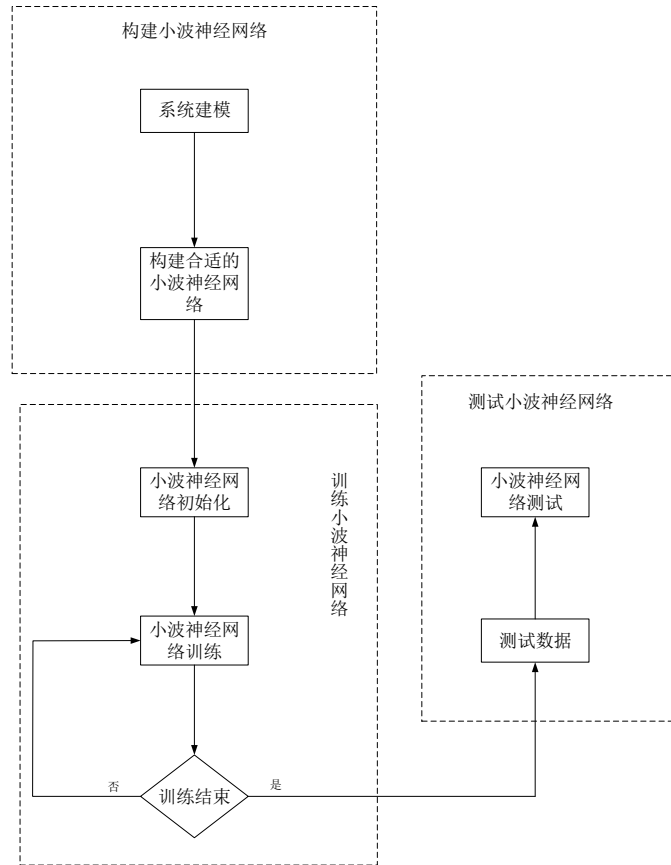 构建小波神经网络
系统建模
构建合适的
小波神经网
络
小波神经网
络初始化
训练小波神经网络
小波神经网
络训练
训练结束
否
是
测试小波神经网络
小波神经网
络测试
测试数据